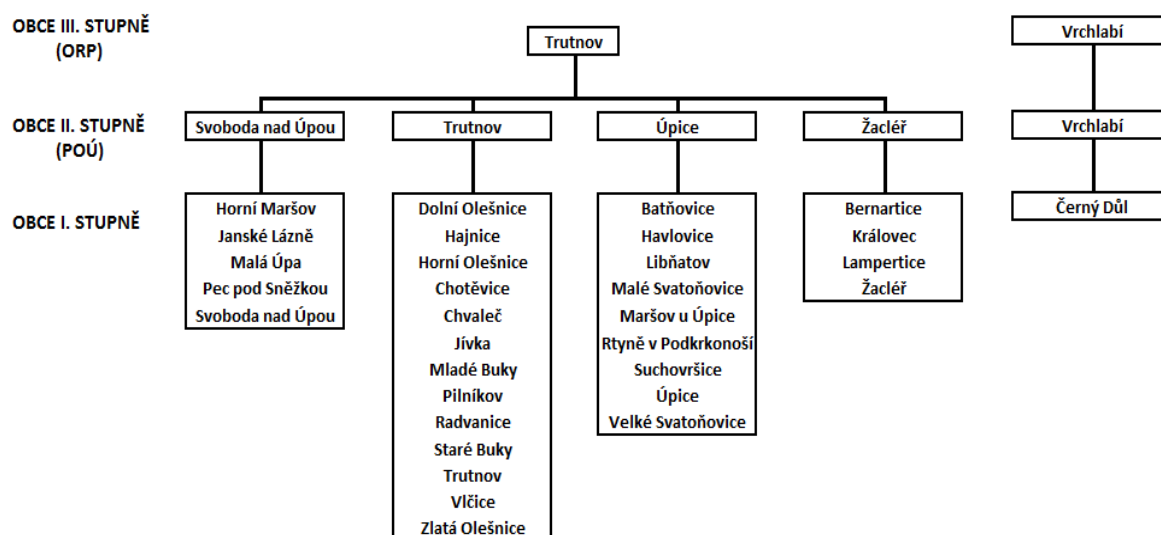 OBCE III. STUPNĚ
(ORP)
Trutnov
Vrchlabí
OBCE II. STUPNĚ
(POÚ)
Svoboda nad Úpou
Trutnov
Úpice
Žacléř
Vrchlabí
OBCE I. STUPNĚ
Horní Maršov
Janské Lázně
Malá Úpa
Pec pod Sněžkou
Svoboda nad Úpou
Dolní Olešnice
Hajnice
Horní Olešnice
Chotěvice
Chvaleč
Jívka
Mladé Buky
Pilníkov
Radvanice
Staré Buky
Trutnov
Vlčice
Zlatá Olešnice
Batňovice
Havlovice
Libňatov
Malé Svatoňovice
Maršov u Úpice
Rtyně v Podkrkonoší
Suchovršice
Úpice
Velké Svatoňovice
Bernartice
Královec
Lampertice
Žacléř
Černý Důl